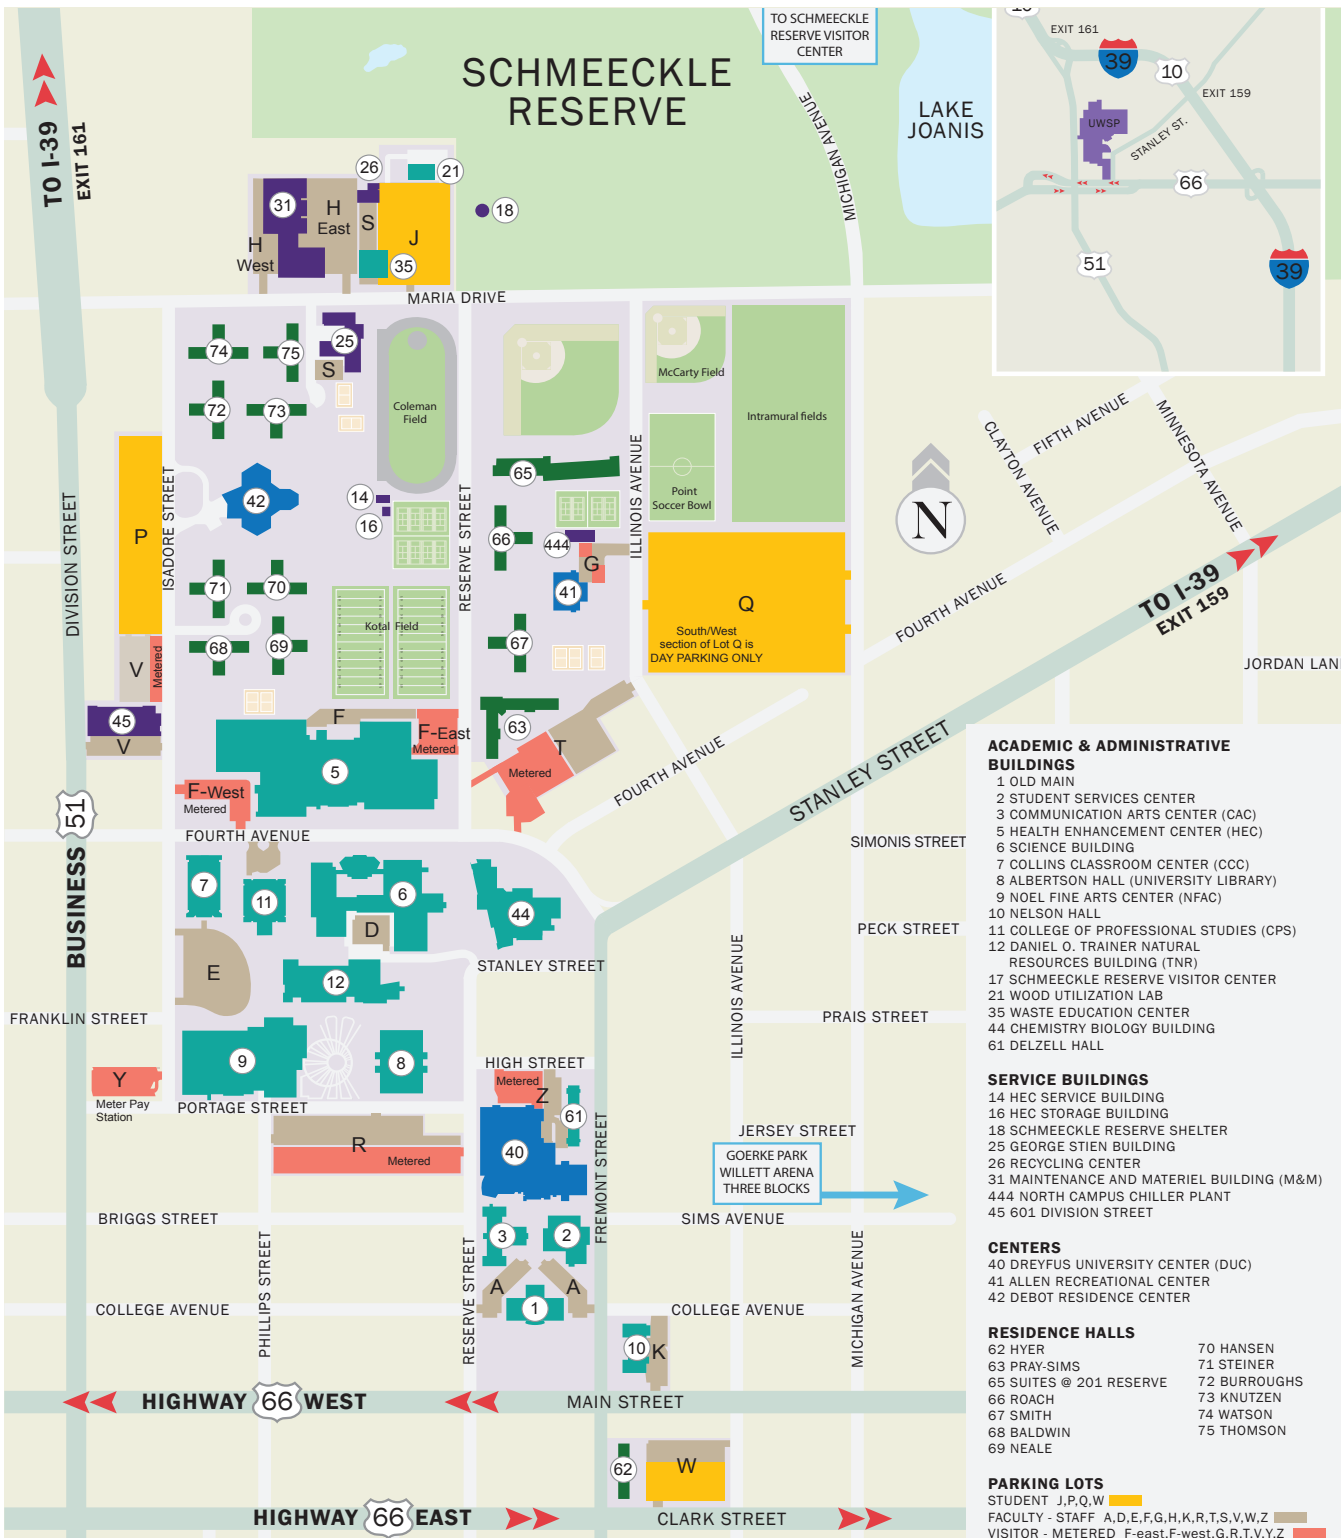 TO SCHMEECKLE
RESERVE VISITOR
CENTER
SCHMEECKLE
RESERVE
LAKE
JOANIS
MICHIGAN AVENUE
TO I-39
EXIT 161
EXIT 161
39
10
EXIT 159
UWSP
STANLEY ST.
66
51
39
26
21
31
H
East
S
J
18
H
West
35
MARIA DRIVE
74
75
25
S
72
73
Coleman
Field
McCarty Field
Intramural fields
CLAYTON AVENUE
FIFTH AVENUE
MINNESOTA AVENUE
ISADORE STREET
RESERVE STREET
ILLINOIS AVENUE
DIVISION STREET
P
42
14
16
65
Point
Soccer Bowl
N
66
444
G
41
71
70
Kotal Field
Q
South/West
section of Lot Q is
DAY PARKING ONLY
FOURTH AVENUE
TO I-39
EXIT 159
JORDAN LAN
68
69
67
V
Metered
45
V
F
F-East
Metered
63
T
Metered
5
F-West
Metered
FOURTH AVENUE
STANLEY STREET
FOURTH AVENUE
51
BUSINESS
SIMONIS STREET
7
11
6
44
D
PECK STREET
E
12
STANLEY STREET
ILLINOIS AVENUE
FRANKLIN STREET
PRAIS STREET
9
8
HIGH STREET
Y
Meter Pay
Station
PORTAGE STREET
Metered
Z
61
R
Metered
40
FREMONT STREET
JERSEY STREET
GOERKE PARK
WILLETT ARENA
THREE BLOCKS
BRIGGS STREET
SIMS AVENUE
3
2
PHILLIPS STREET
RESERVE STREET
MICHIGAN AVENUE
A
A
1
COLLEGE AVENUE
COLLEGE AVENUE
10
K
HIGHWAY 66 WEST
MAIN STREET
62
W
HIGHWAY 66 EAST
CLARK STREET
ACADEMIC & ADMINISTRATIVE
BUILDINGS
1 OLD MAIN
2 STUDENT SERVICES CENTER
3 COMMUNICATION ARTS CENTER (CAC)
5 HEALTH ENHANCEMENT CENTER (HEC)
6 SCIENCE BUILDING
7 COLLINS CLASSROOM CENTER (CCC)
8 ALBERTSON HALL (UNIVERSITY LIBRARY)
9 NOEL FINE ARTS CENTER (NFAC)
10 NELSON HALL
11 COLLEGE OF PROFESSIONAL STUDIES (CPS)
12 DANIEL O. TRAINER NATURAL
RESOURCES BUILDING (TNR)
17 SCHMEECKLE RESERVE VISITOR CENTER
21 WOOD UTILIZATION LAB
35 WASTE EDUCATION CENTER
44 CHEMISTRY BIOLOGY BUILDING
61 DELZELL HALL
SERVICE BUILDINGS
14 HEC SERVICE BUILDING
16 HEC STORAGE BUILDING
18 SCHMEECKLE RESERVE SHELTER
25 GEORGE STIEN BUILDING
26 RECYCLING CENTER
31 MAINTENANCE AND MATERIEL BUILDING (M&M)
444 NORTH CAMPUS CHILLER PLANT
45 601 DIVISION STREET
CENTERS
40 DREYFUS UNIVERSITY CENTER (DUC)
41 ALLEN RECREATIONAL CENTER
42 DEBOT RESIDENCE CENTER
RESIDENCE HALLS
62 HYER
63 PRAY-SIMS
65 SUITES @ 201 RESERVE
66 ROACH
67 SMITH
68 BALDWIN
69 NEALE
70 HANSEN
71 STEINER
72 BURROUGHS
73 KNUTZEN
74 WATSON
75 THOMSON
PARKING LOTS
STUDENT J,P,Q,W
FACULTY - STAFF A,D,E,F,G,H,K,R,T,S,V,W,Z
VISITOR - METERED F-east,F-west,G,R,T,V,Y,Z